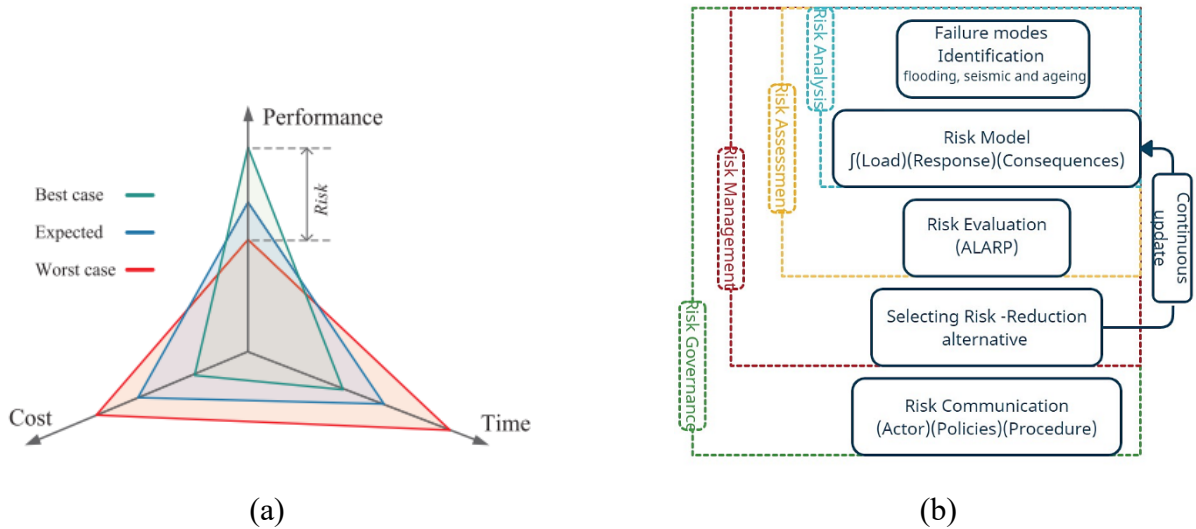 Performance
Risk
Best case
Expected
Worst case
Cost
Time
(a)
Risk Analysis
Risk Assessment
Risk Management
Risk Governance
Failure modes
Identification
flooding, seismic and ageing
Risk Model
∫(Load)(Response)(Consequences)
Risk Evaluation
(ALARP)
Selecting Risk -Reduction
alternative
Continuous
update
Risk Communication
(Actor)(Policies)(Procedure)
(b)